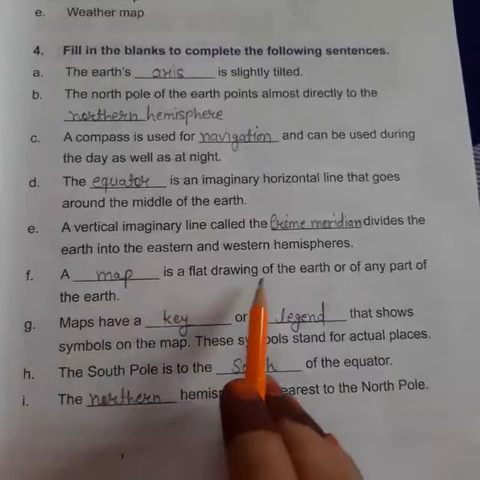 e. Weather map
4. Fill in the blanks to complete the following sentences.
a. The earth's axis is slightly tilted.
b. The north pole of the earth points almost directly to the
northern hemisphere
c. A compass is used for navigation and can be used during
the day as well as at night.
d. The equator is an imaginary horizontal line that goes
around the middle of the earth.
e. A vertical imaginary line called the Prime meridian divides the
earth into the eastern and western hemispheres.
f. A map is a flat drawing of the earth or of any part of
the earth.
g. Maps have a key or legend that shows
symbols on the map. These symbols stand for actual places.
h. The South Pole is to the South of the equator.
i. The northern nearest to the North Pole.